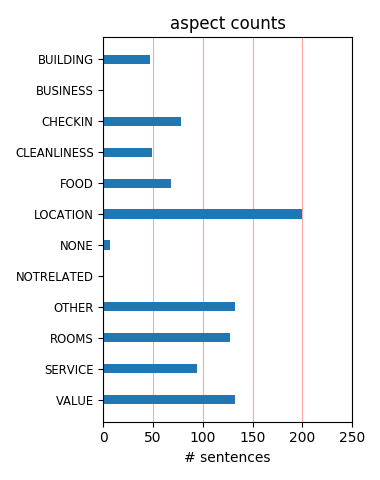 aspect counts
BUILDING
BUSINESS
CHECKIN
CLEANLINESS
FOOD
LOCATION
NONE
NOTRELATED
OTHER
ROOMS
SERVICE
VALUE
0 50 100 150 200 250
# sentences